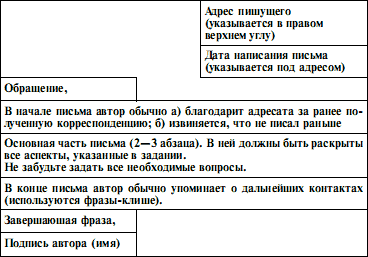 Адрес пишущего
(указывается в правом
верхнем углу)
Дата написания письма
(указывается под адресом)
Обращение,
В начале письма автор обычно а) благодарит адресата за ранее по-
лученную корреспонденцию; б) извиняется, что не писал раньше
Основная часть письма (2—3 абзаца). В ней должны быть раскрыты
все аспекты, указанные в задании.
Не забудьте задать все необходимые вопросы.
В конце письма автор обычно упоминает о дальнейших контактах
(используются фразы-клише).
Завершающая фраза,
Подпись автора (имя)